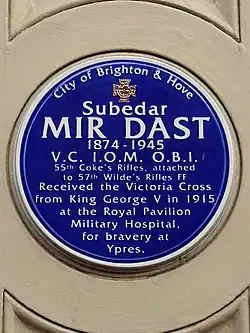 City of Brighton & Hove
Subedar
MIR DAST
1874-1945
V.C. I.O.M. O.B.I.
55th Coke's Rifles, attached
to 57th Wilde's Rifles FF
Received the Victoria Cross
from King George V in 1915
at the Royal Pavilion
Military Hospital,
for bravery at
Ypres.